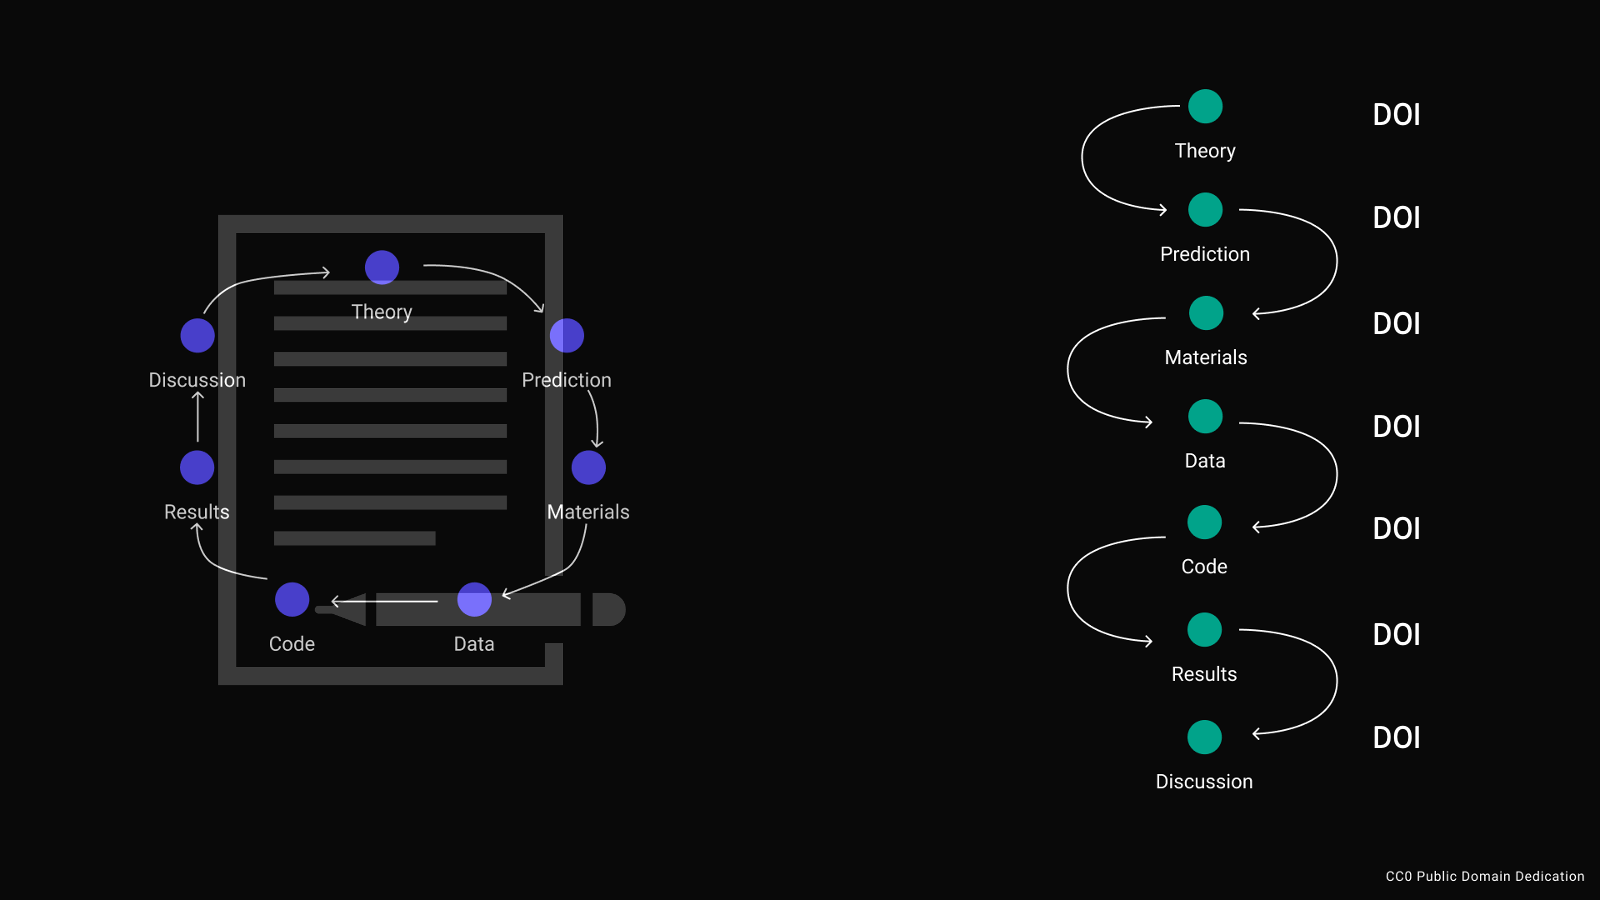 Theory
Discussion
Prediction
Results
Materials
Code
Data
Theory
DOI
Prediction
DOI
Materials
DOI
Data
DOI
Code
DOI
Results
DOI
Discussion
DOI
CC0 Public Domain Dedication